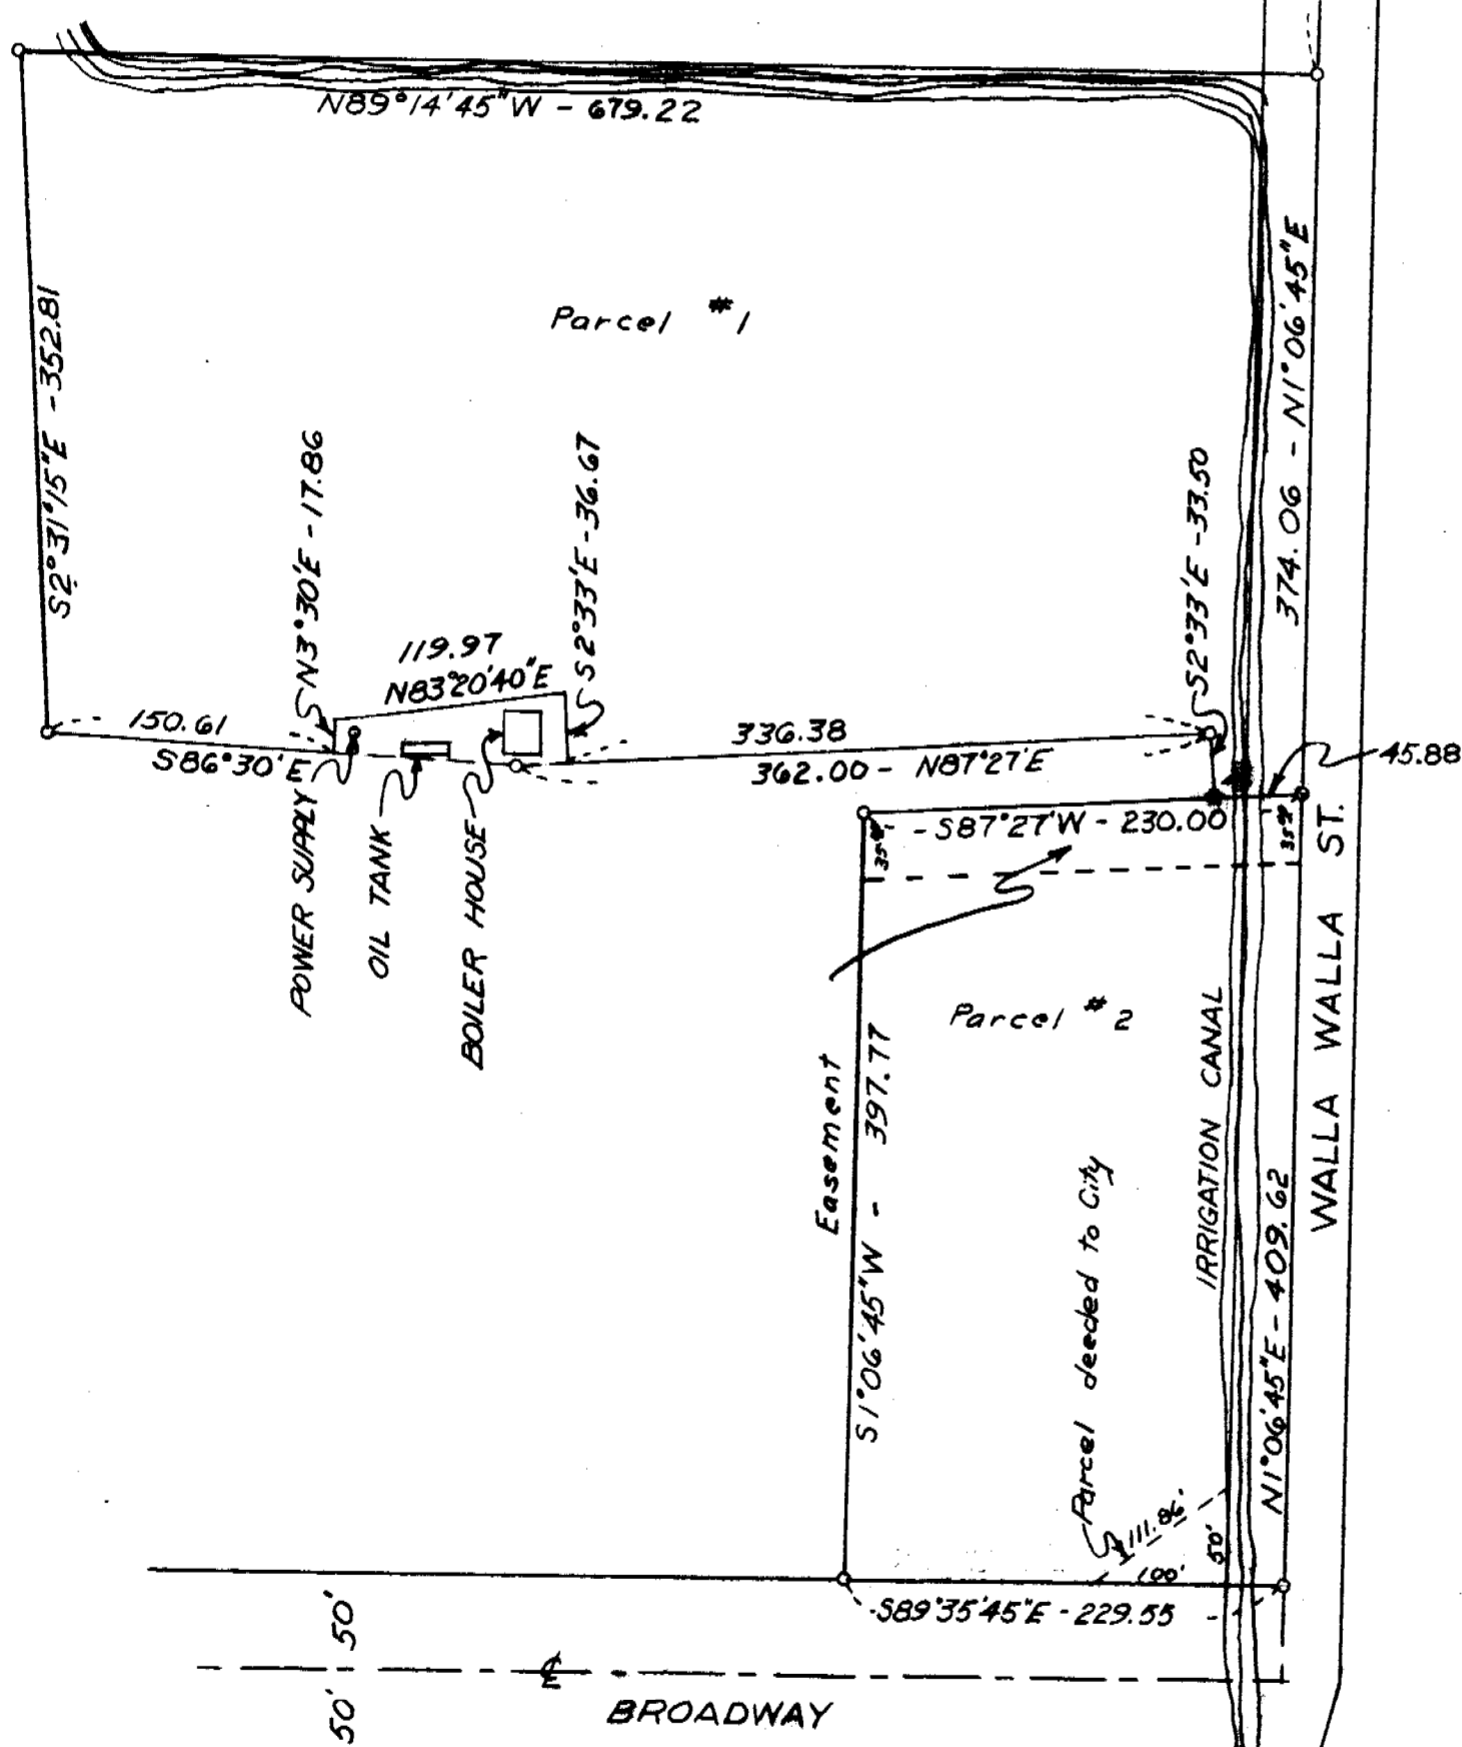 N89°14'45"W - 679.22
S2°31'15"E - 352.81
Parcel #1
374.06 - N1°06'45"E
N3°30'E - 17.86
S2°33'E - 36.67
S2°33'E - 33.50
119.97
N83°20'40"E
150.61
S86°30'E
336.38
362.00 - N87°27'E
45.88
POWER SUPPLY
OIL TANK
BOILER HOUSE
- S87°27'W - 230.00
Parcel #2
Easement
S1°06'45"W - 397.77
Parcel deeded to City
IRRIGATION CANAL
N1°06'45"E - 409.62
WALLA WALLA ST.
111.86'
50'
100'
S89°35'45"E - 229.55
50'
50'
℄
BROADWAY